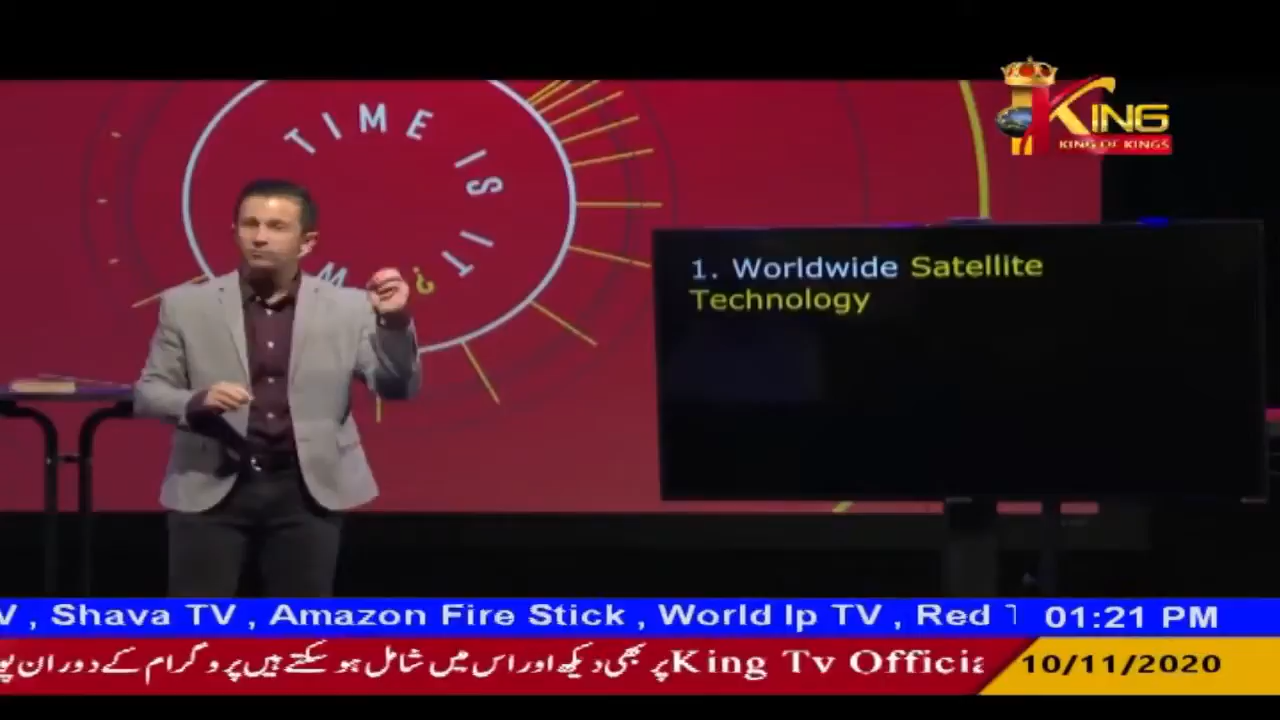 TIME IS IT
?
KING
KING OF KINGS
1. Worldwide Satellite
Technology
, Shava TV , Amazon Fire Stick , World Ip TV , Red
01:21 PM
King Tv Officia پر بھی دیکھ اور اس میں شامل ہو سکتے ہیں پروگرام کے دوران
10/11/2020